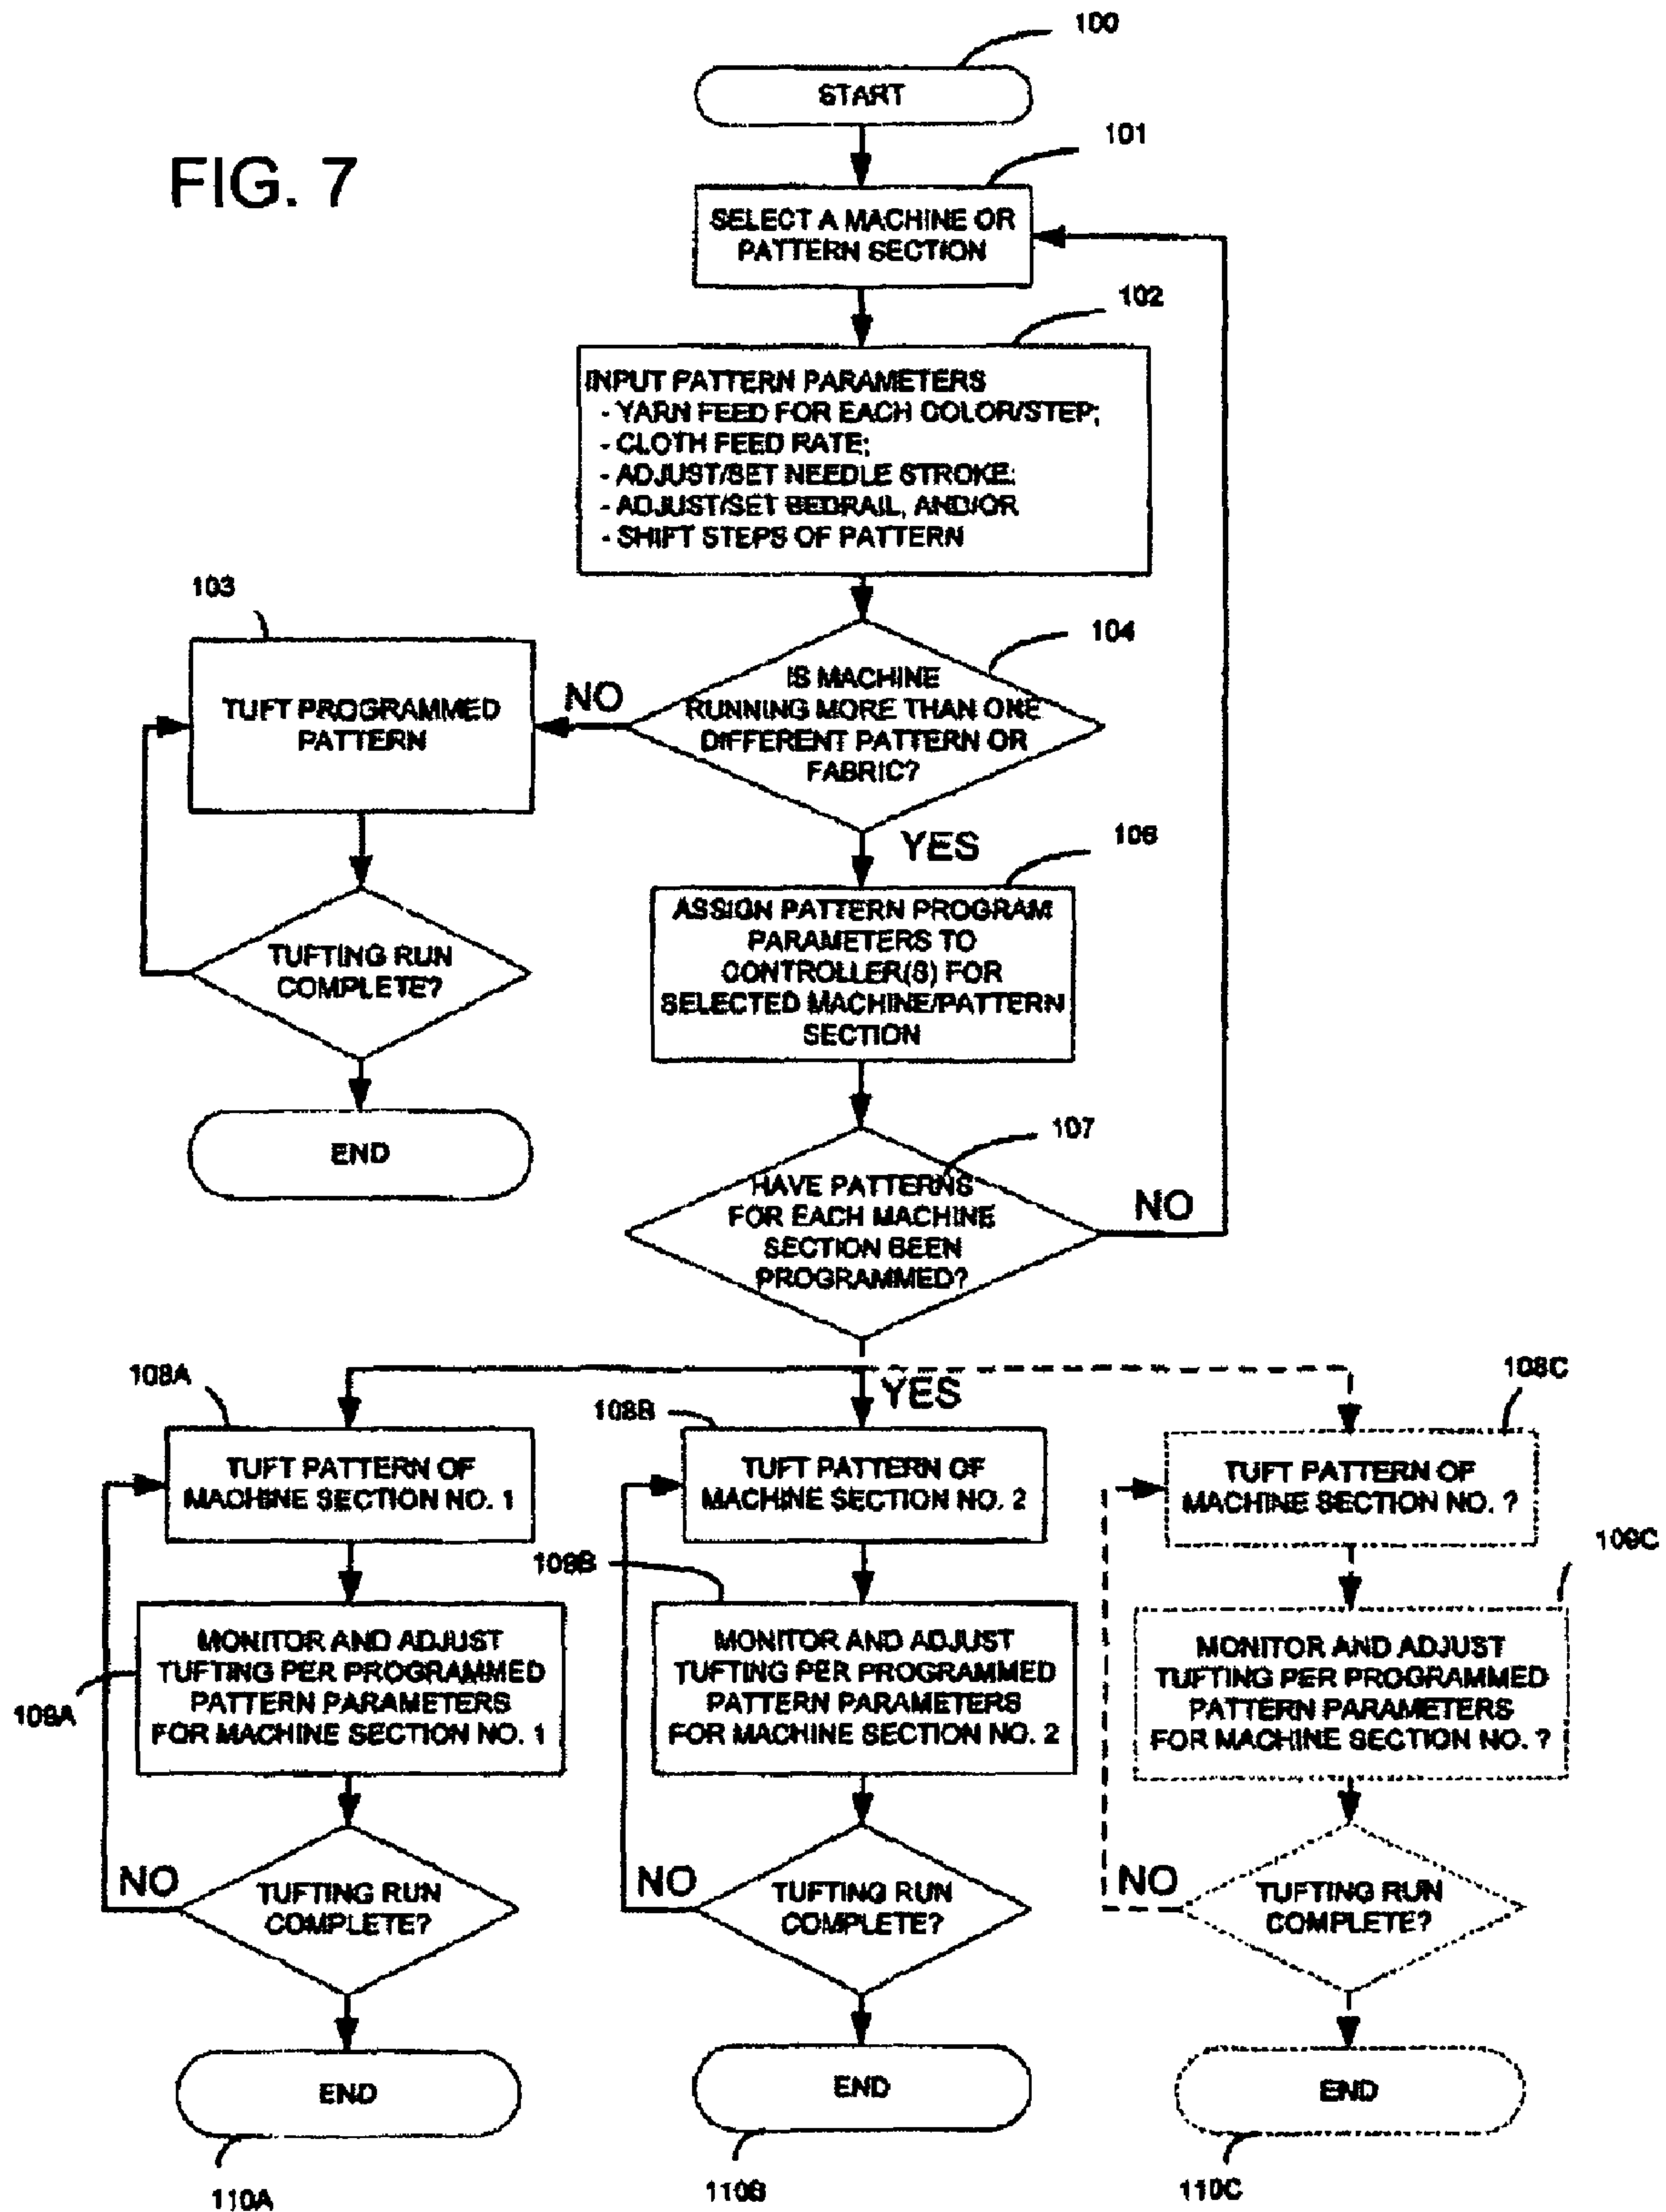 FIG. 7
100
START
101
SELECT A MACHINE OR
PATTERN SECTION
102
INPUT PATTERN PARAMETERS
- YARN FEED FOR EACH COLOR/STEP;
- CLOTH FEED RATE;
- ADJUST/SET NEEDLE STROKE;
- ADJUST/SET BEDRAIL, AND/OR
- SHIFT STEPS OF PATTERN
103
TUFT PROGRAMMED
PATTERN
NO
104
IS MACHINE
RUNNING MORE THAN ONE
DIFFERENT PATTERN OR
FABRIC?
YES
106
ASSIGN PATTERN PROGRAM
PARAMETERS TO
CONTROLLER(S) FOR
SELECTED MACHINE/PATTERN
SECTION
TUFTING RUN
COMPLETE?
END
107
HAVE PATTERNS
FOR EACH MACHINE
SECTION BEEN
PROGRAMMED?
NO
YES
108A
TUFT PATTERN OF
MACHINE SECTION NO. 1
108B
TUFT PATTERN OF
MACHINE SECTION NO. 2
108C
TUFT PATTERN OF
MACHINE SECTION NO. ?
109A
MONITOR AND ADJUST
TUFTING PER PROGRAMMED
PATTERN PARAMETERS
FOR MACHINE SECTION NO. 1
109B
MONITOR AND ADJUST
TUFTING PER PROGRAMMED
PATTERN PARAMETERS
FOR MACHINE SECTION NO. 2
109C
MONITOR AND ADJUST
TUFTING PER PROGRAMMED
PATTERN PARAMETERS
FOR MACHINE SECTION NO. ?
NO
TUFTING RUN
COMPLETE?
NO
TUFTING RUN
COMPLETE?
NO
TUFTING RUN
COMPLETE?
END
110A
END
110B
END
110C